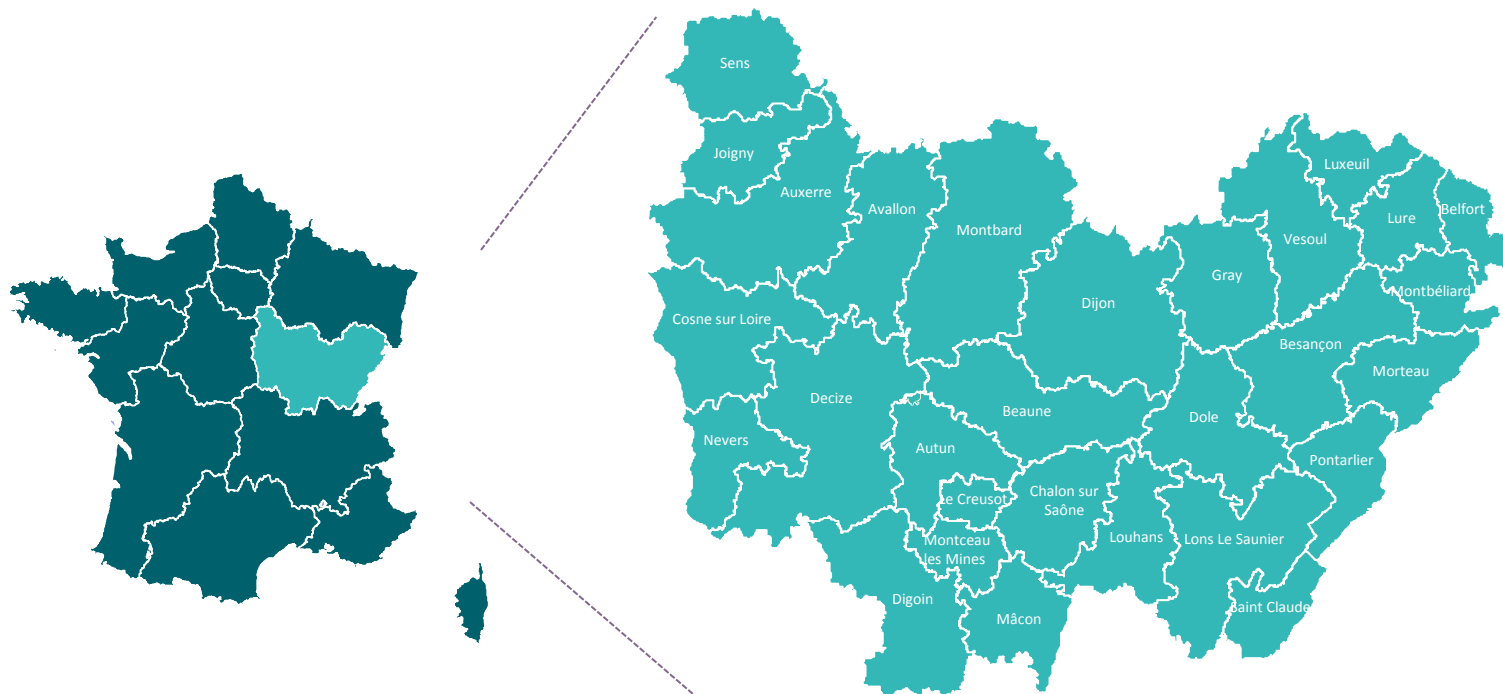 Sens
Joigny
Auxerre
Avallon
Montbard
Luxeuil
Lure
Belfort
Vesoul
Gray
Dijon
Montbéliard
Cosne sur Loire
Besançon
Morteau
Decize
Beaune
Dole
Nevers
Autun
Pontarlier
Le Creusot
Chalon sur
Saône
Montceau
les Mines
Louhans
Lons Le Saunier
Digoin
Mâcon
Saint Claude